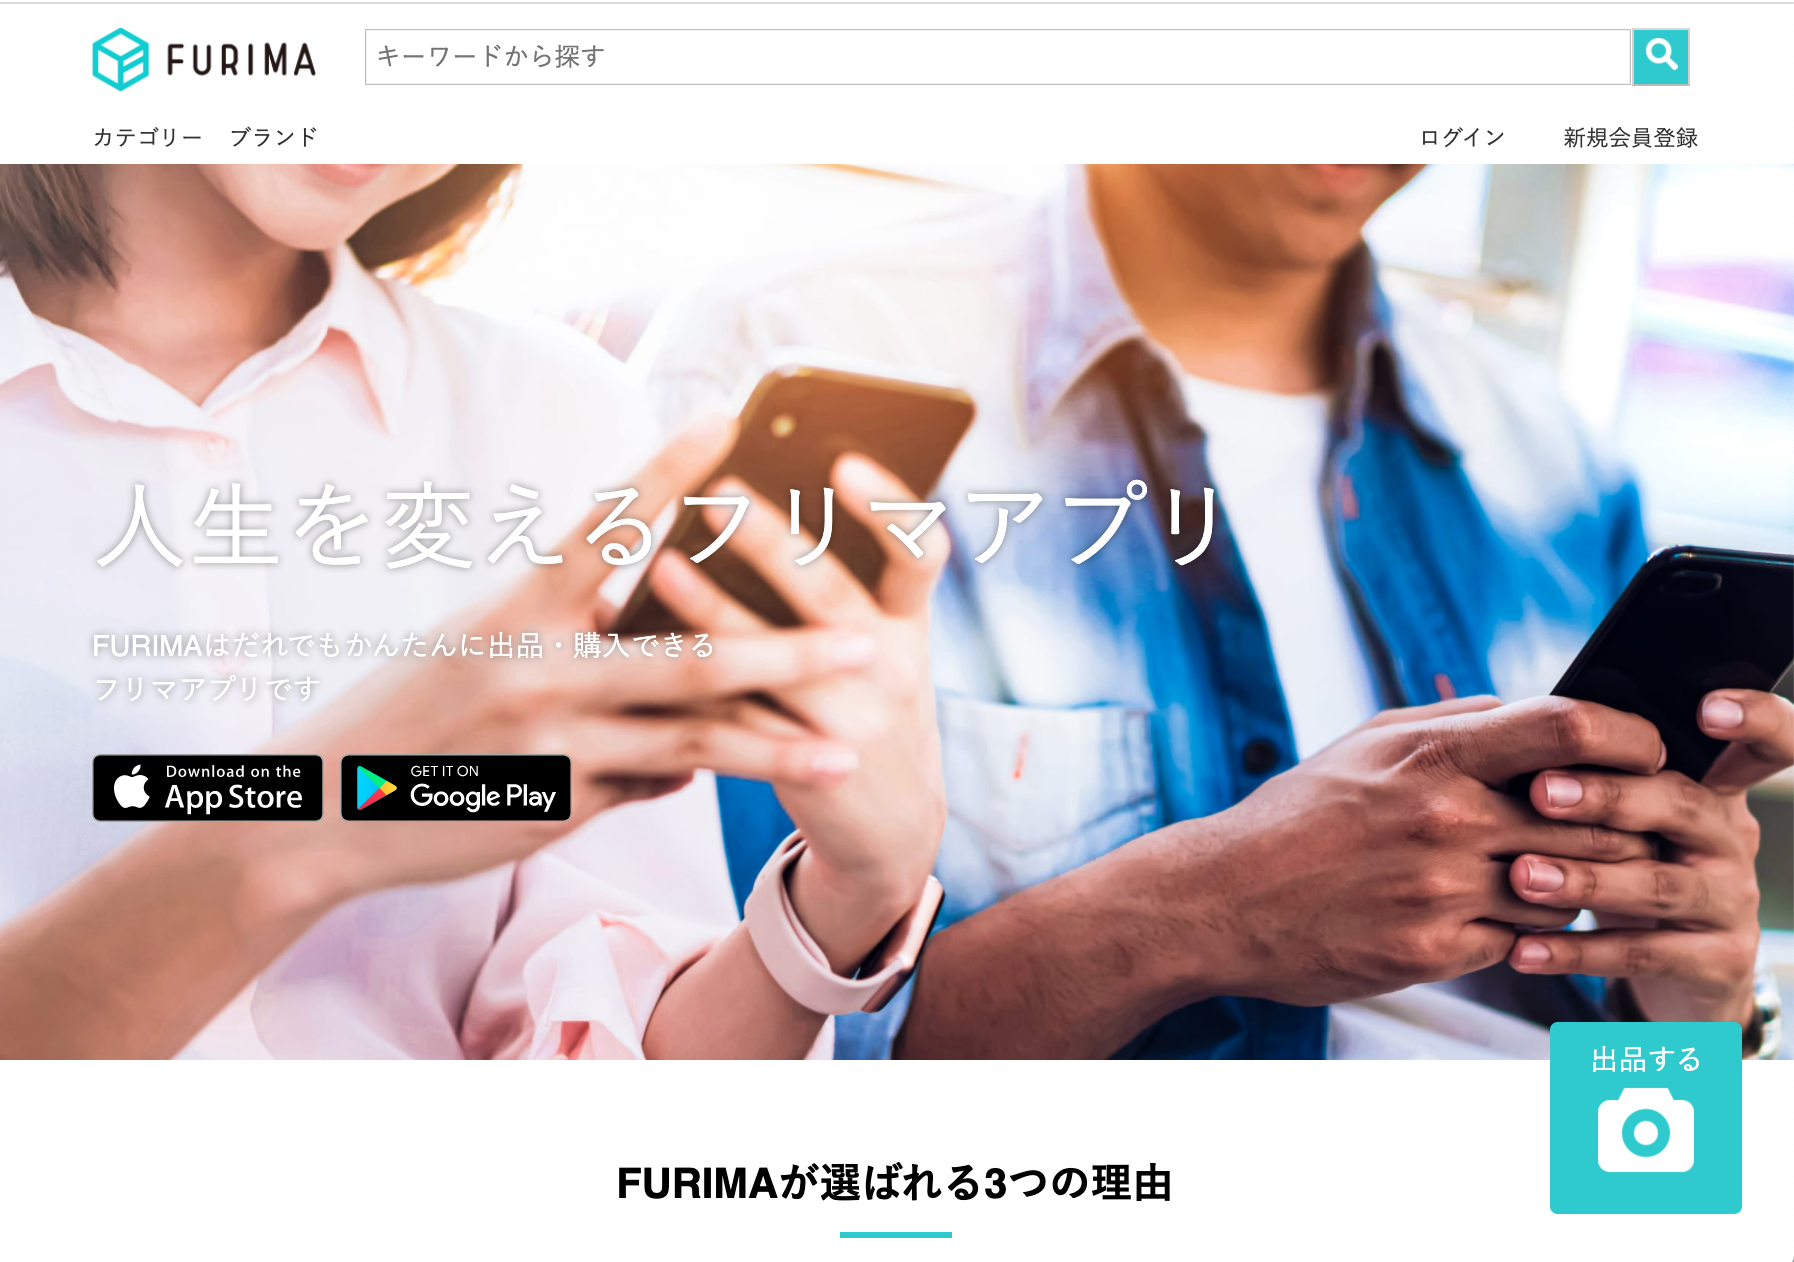 FURIMA
キーワードから探す
カテゴリー ブランド
ログイン 新規会員登録
人生を変えるフリマアプリ
FURIMAはだれでもかんたんに出品・購入できる
フリマアプリです
Download on the
App Store
GET IT ON
Google Play
出品する
FURIMAが選ばれる3つの理由